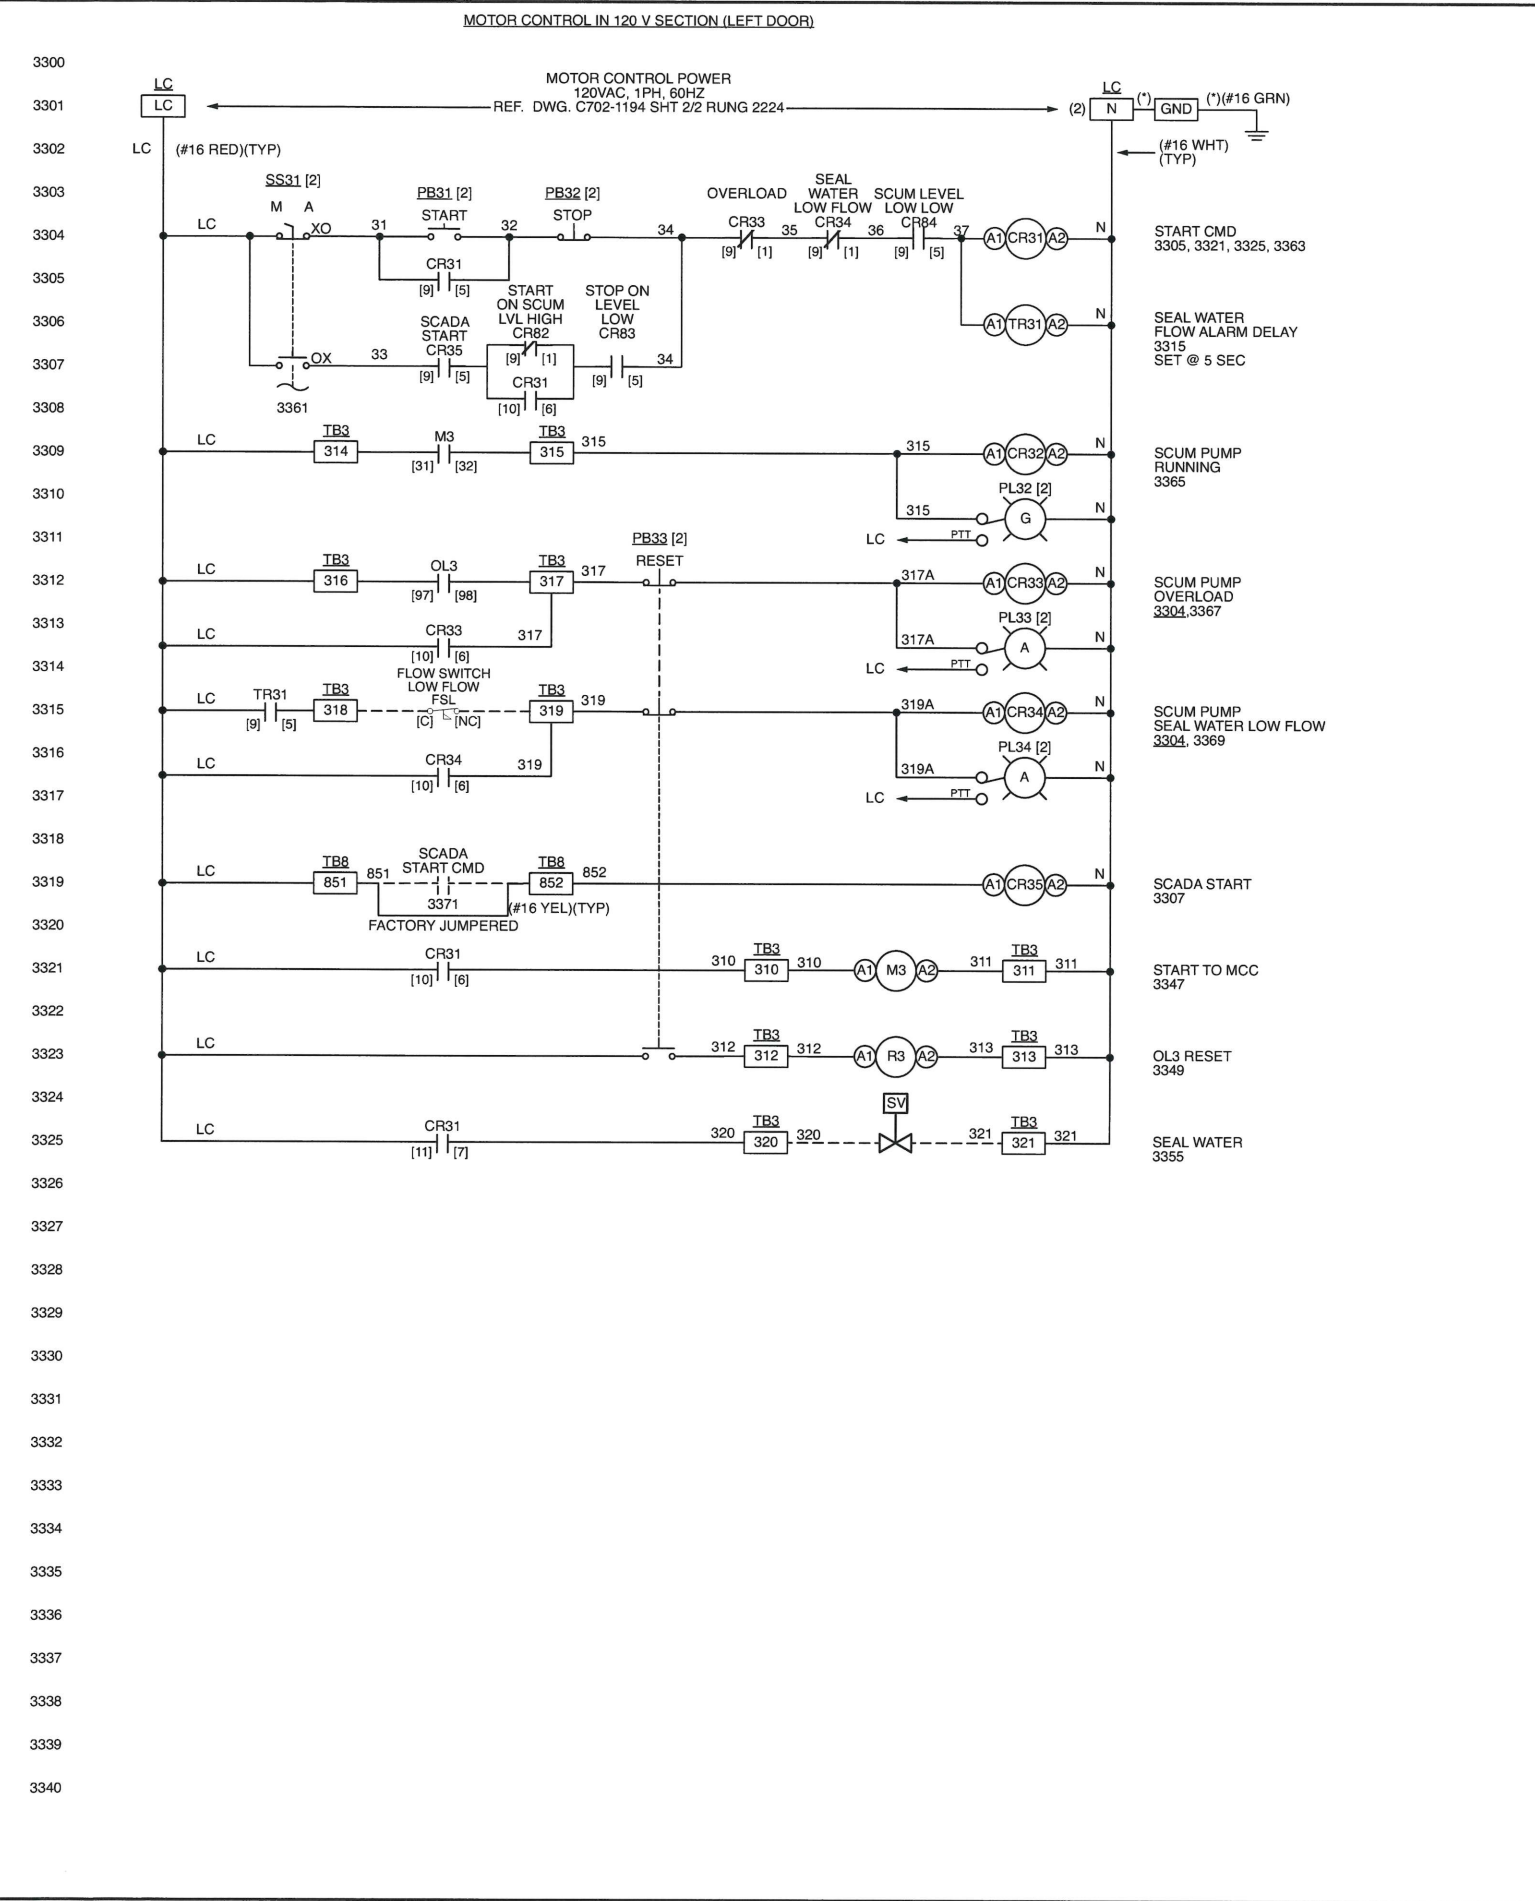 MOTOR CONTROL IN 120 V SECTION (LEFT DOOR)
3300
LC
MOTOR CONTROL POWER
120VAC, 1PH, 60HZ
LC
3301
LC
REF. DWG. C702-1194 SHT 2/2 RUNG 2224
(2)
N
(*)
GND
(*)(#16 GRN)
3302
LC
(#16 RED)(TYP)
(#16 WHT)
(TYP)
3303
SS31 [2]
M A
PB31 [2]
START
PB32 [2]
STOP
OVERLOAD
CR33
SEAL
WATER
LOW FLOW
CR34
SCUM LEVEL
LOW LOW
CR84
3304
LC
XO
31
32
34
[9] [1]
35
[9] [1]
36
[9] [5]
37
A1 CR31 A2
N
START CMD
3305, 3321, 3325, 3363
3305
CR31
[9] [5]
3306
SCADA
START
CR35
START
ON SCUM
LVL HIGH
CR82
[9] [1]
STOP ON
LEVEL
LOW
CR83
A1 TR31 A2
N
SEAL WATER
FLOW ALARM DELAY
3315
SET @ 5 SEC
3307
OX
33
[9] [5]
CR31
[10] [6]
[9] [5]
34
3308
3361
3309
LC
TB3
314
M3
[31] [32]
TB3
315
315
315
A1 CR32 A2
N
SCUM PUMP
RUNNING
3365
3310
315
PL32 [2]
G
N
3311
LC
PTT
PB33 [2]
RESET
3312
LC
TB3
316
OL3
[97] [98]
TB3
317
317
317A
A1 CR33 A2
N
SCUM PUMP
OVERLOAD
3304,3367
3313
LC
CR33
[10] [6]
317
317A
PL33 [2]
A
N
3314
LC
PTT
FLOW SWITCH
LOW FLOW
FSL
3315
LC
TR31
[9] [5]
TB3
318
[C] [NC]
TB3
319
319
319A
A1 CR34 A2
N
SCUM PUMP
SEAL WATER LOW FLOW
3304, 3369
3316
LC
CR34
[10] [6]
319
319A
PL34 [2]
A
N
3317
LC
PTT
3318
3319
LC
TB8
851
851
SCADA
START CMD
3371
TB8
852
852
(#16 YEL)(TYP)
A1 CR35 A2
N
SCADA START
3307
3320
FACTORY JUMPERED
3321
LC
CR31
[10] [6]
310
TB3
310
310
A1 M3 A2
311
TB3
311
311
START TO MCC
3347
3322
3323
LC
312
TB3
312
312
A1 R3 A2
313
TB3
313
313
OL3 RESET
3349
3324
SV
3325
LC
CR31
[11] [7]
320
TB3
320
320
321
TB3
321
321
SEAL WATER
3355
3326
3327
3328
3329
3330
3331
3332
3333
3334
3335
3336
3337
3338
3339
3340